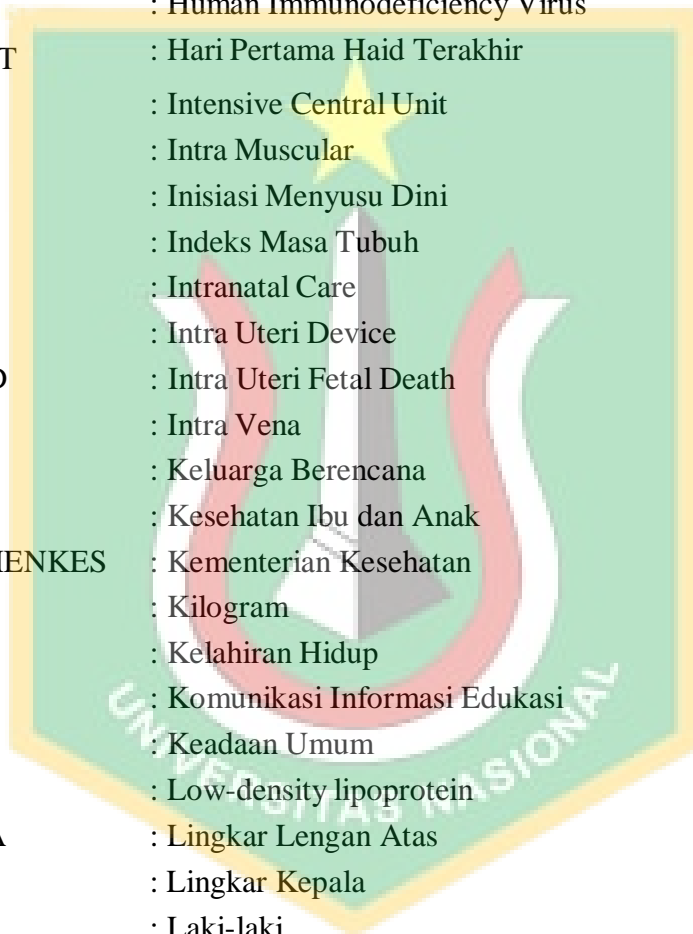 : Human Immunodeficiency Virus
T : Hari Pertama Haid Terakhir
: Intensive Central Unit
: Intra Muscular
: Inisiasi Menyusu Dini
: Indeks Masa Tubuh
: Intranatal Care
: Intra Uteri Device
D : Intra Uteri Fetal Death
: Intra Vena
: Keluarga Berencana
: Kesehatan Ibu dan Anak
ENKES : Kementerian Kesehatan
: Kilogram
: Kelahiran Hidup
: Komunikasi Informasi Edukasi
: Keadaan Umum
: Low-density lipoprotein
A : Lingkar Lengan Atas
: Lingkar Kepala
: Laki-laki
UNIVERSITAS NASIONAL